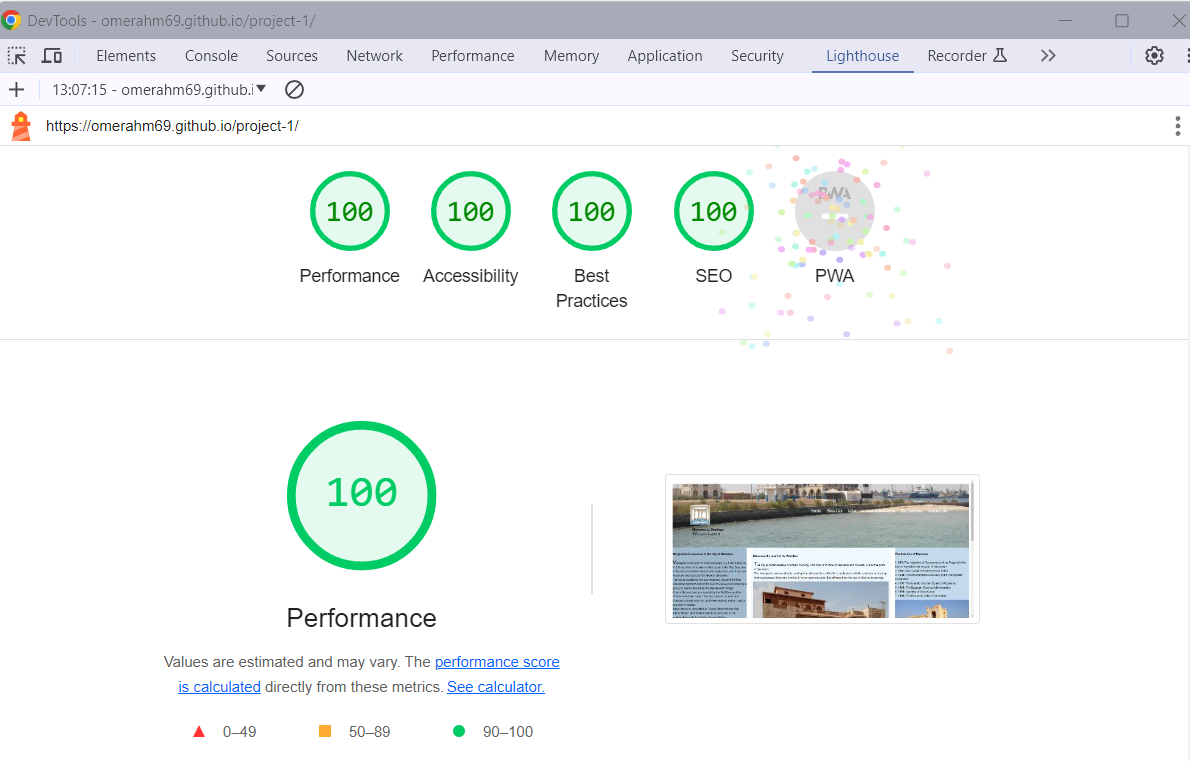 DevTools - omerahm69.github.io/project-1/
Elements Console Sources Network Performance Memory Application Security Lighthouse Recorder
13:07:15 - omerahm69.github.i
https://omerahm69.github.io/project-1/
100 100 100 100 PWA
Performance Accessibility Best Practices SEO PWA
100
Performance
Values are estimated and may vary. The performance score
is calculated directly from these metrics. See calculator.
0–49 50–89 90–100